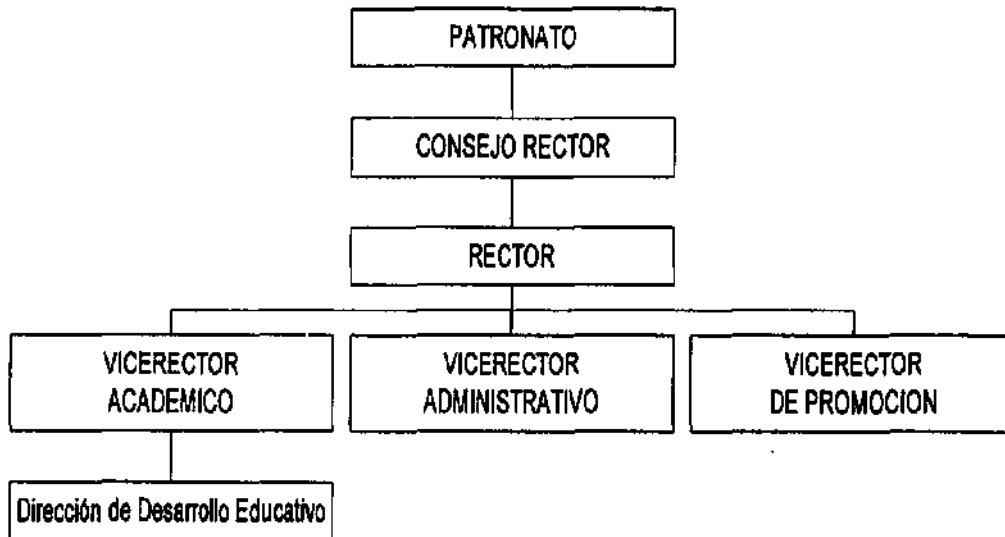 PATRONATO
CONSEJO RECTOR
RECTOR
VICERECTOR
ACADEMICO
VICERECTOR
ADMINISTRATIVO
VICERECTOR
DE PROMOCION
Dirección de Desarrollo Educativo